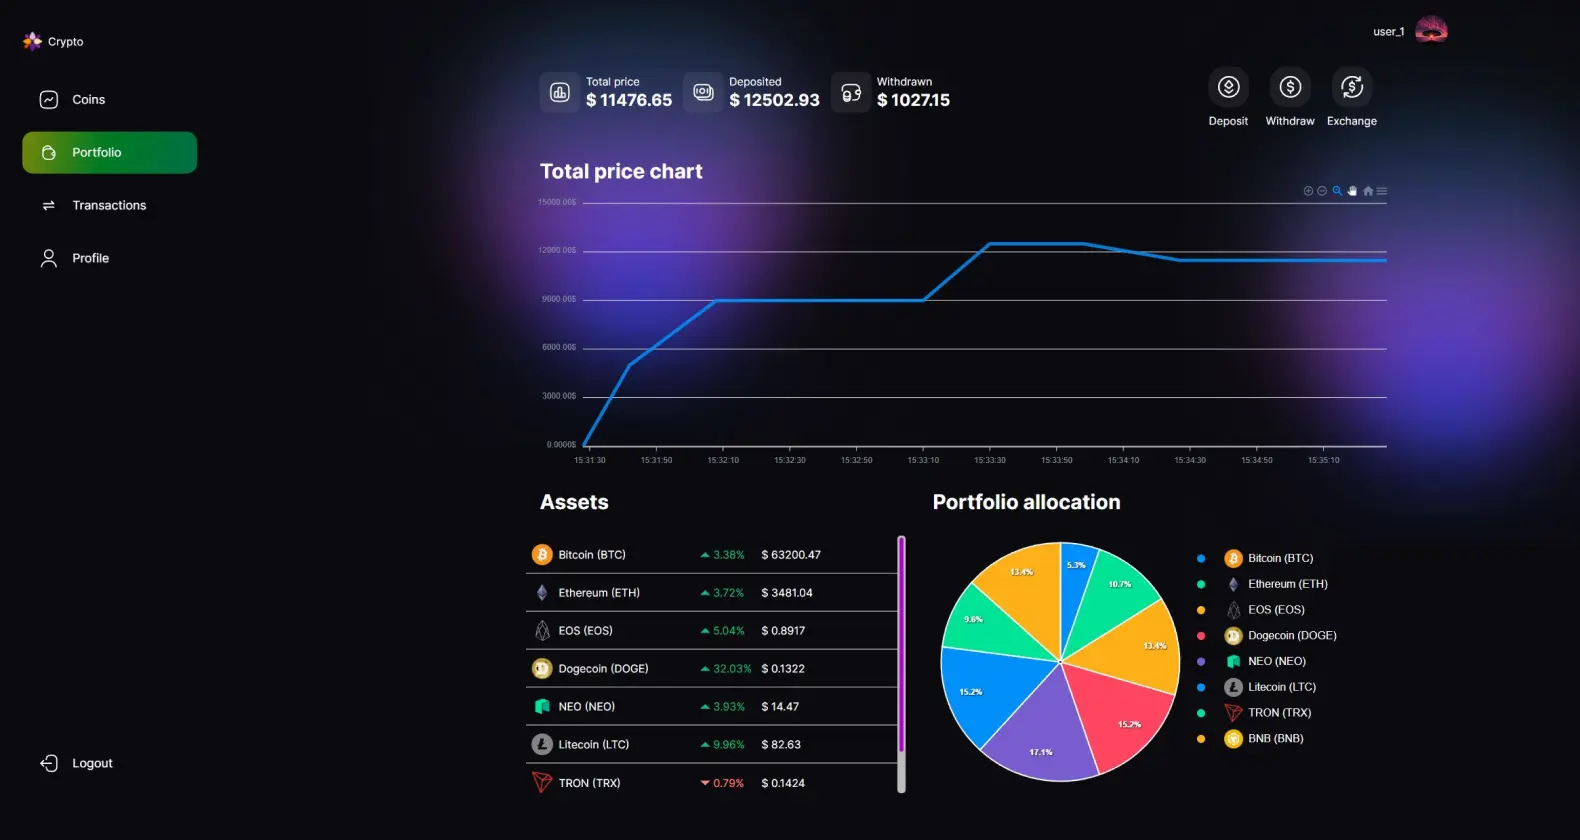 Crypto
user_1
Coins
Portfolio
Transactions
Profile
Logout
Total price
$ 11476.65
Deposited
$ 12502.93
Withdrawn
$ 1027.15
Deposit
Withdraw
Exchange
Total price chart
15000.00$
12000.00$
9000.00$
6000.00$
3000.00$
0.0000$
15:31:30 15:31:50 15:32:10 15:32:30 15:32:50 15:33:10 15:33:30 15:33:50 15:34:10 15:34:30 15:34:50 15:35:10
Assets
Bitcoin (BTC) 3.38% $ 63200.47
Ethereum (ETH) 3.72% $ 3481.04
EOS (EOS) 5.04% $ 0.8917
Dogecoin (DOGE) 32.03% $ 0.1322
NEO (NEO) 3.93% $ 14.47
Litecoin (LTC) 9.96% $ 82.63
TRON (TRX) 0.79% $ 0.1424
Portfolio allocation
5.3%
10.7%
13.4%
15.2%
17.1%
15.2%
9.6%
13.4%
Bitcoin (BTC)
Ethereum (ETH)
EOS (EOS)
Dogecoin (DOGE)
NEO (NEO)
Litecoin (LTC)
TRON (TRX)
BNB (BNB)